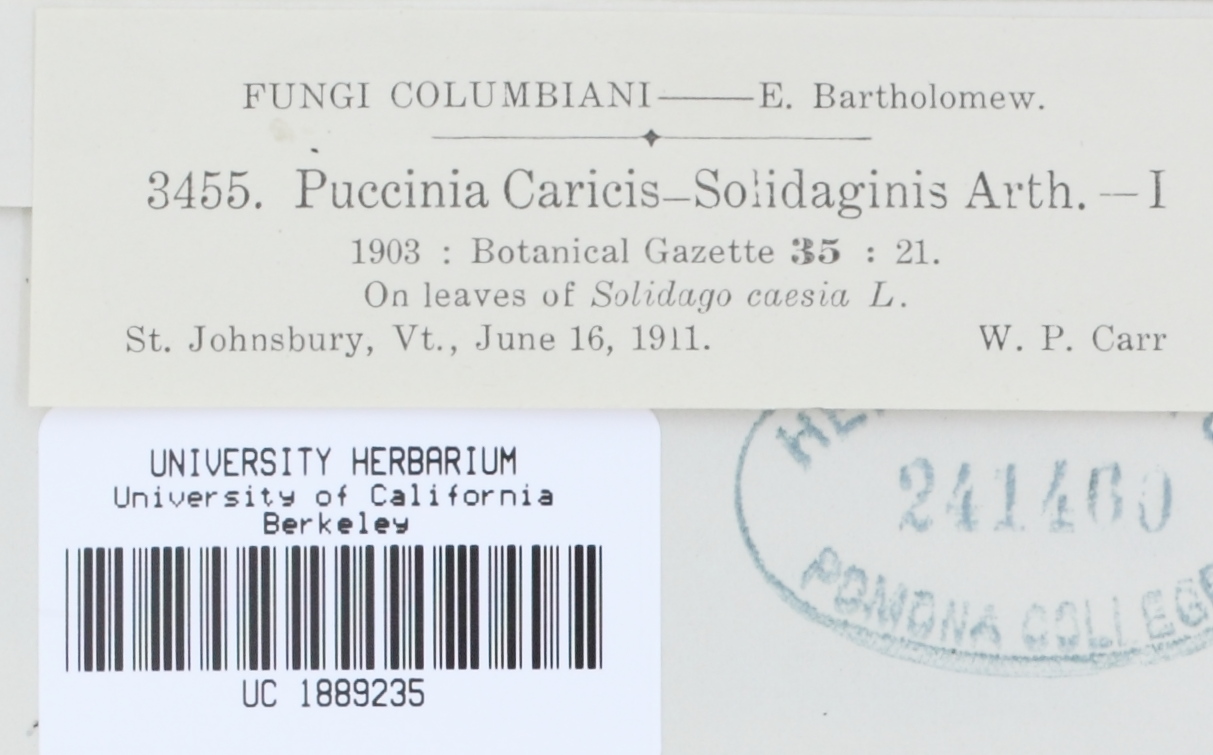 FUNGI COLUMBIANI——E. Bartholomew.
3455. Puccinia Caricis–Solidaginis Arth. —I
1903 : Botanical Gazette 35 : 21.
On leaves of Solidago caesia L.
St. Johnsbury, Vt., June 16, 1911. W. P. Carr
UNIVERSITY HERBARIUM
University of California
Berkeley
UC 1889235
241460
POMONA COLLEGE